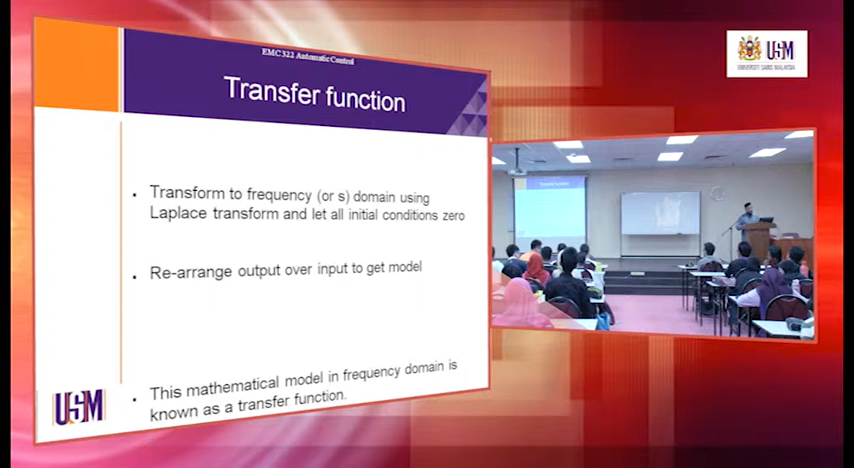 EMC322 Automatic Control
Transfer function
• Transform to frequency (or s) domain using
Laplace transform and let all initial conditions zero
• Re-arrange output over input to get model
• This mathematical model in frequency domain is
known as a transfer function.
USM
USM
UNIVERSITI SAINS MALAYSIA
Transfer function